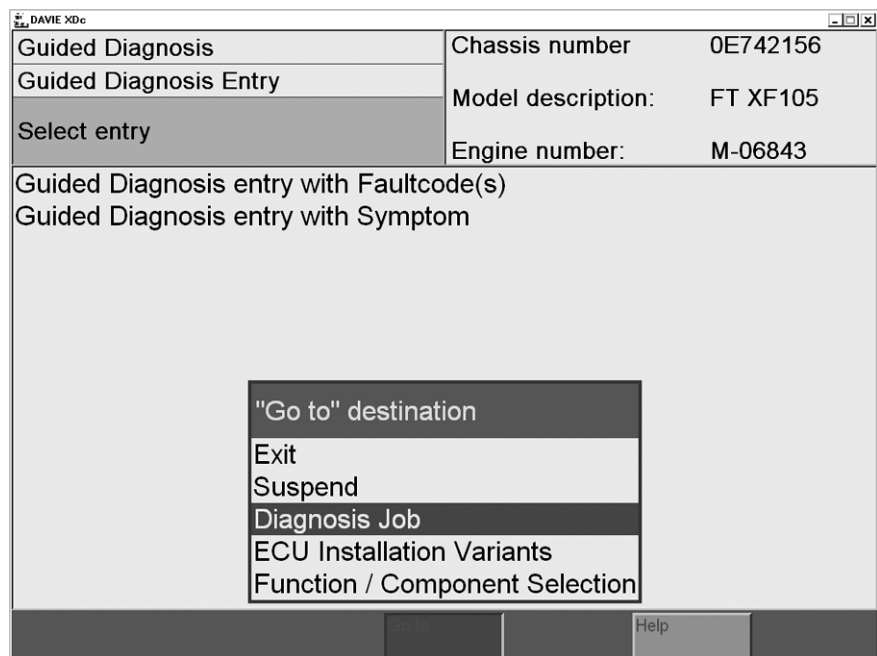 DAVIE XDc
Guided Diagnosis
Guided Diagnosis Entry
Select entry
Chassis number 0E742156
Model description: FT XF105
Engine number: M-06843
Guided Diagnosis entry with Faultcode(s)
Guided Diagnosis entry with Symptom
"Go to" destination
Exit
Suspend
Diagnosis Job
ECU Installation Variants
Function / Component Selection
Go to
Help